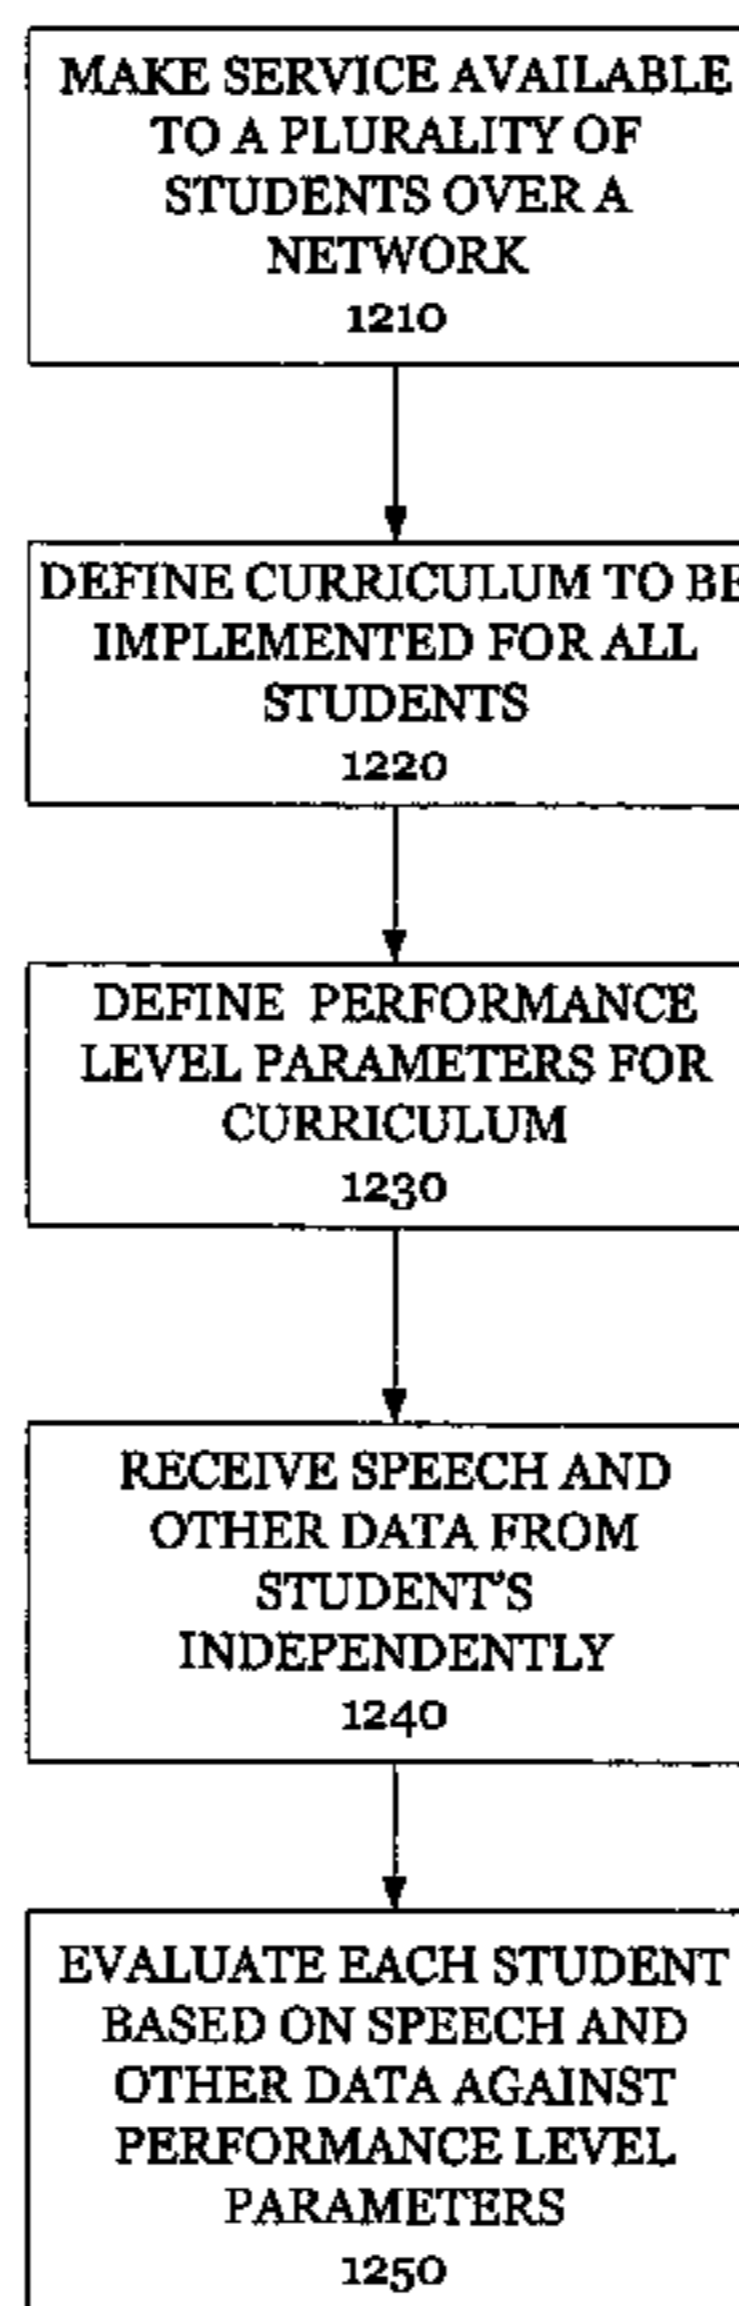 MAKE SERVICE AVAILABLE
TO A PLURALITY OF
STUDENTS OVER A
NETWORK
1210
DEFINE CURRICULUM TO BE
IMPLEMENTED FOR ALL
STUDENTS
1220
DEFINE PERFORMANCE
LEVEL PARAMETERS FOR
CURRICULUM
1230
RECEIVE SPEECH AND
OTHER DATA FROM
STUDENT'S
INDEPENDENTLY
1240
EVALUATE EACH STUDENT
BASED ON SPEECH AND
OTHER DATA AGAINST
PERFORMANCE LEVEL
PARAMETERS
1250